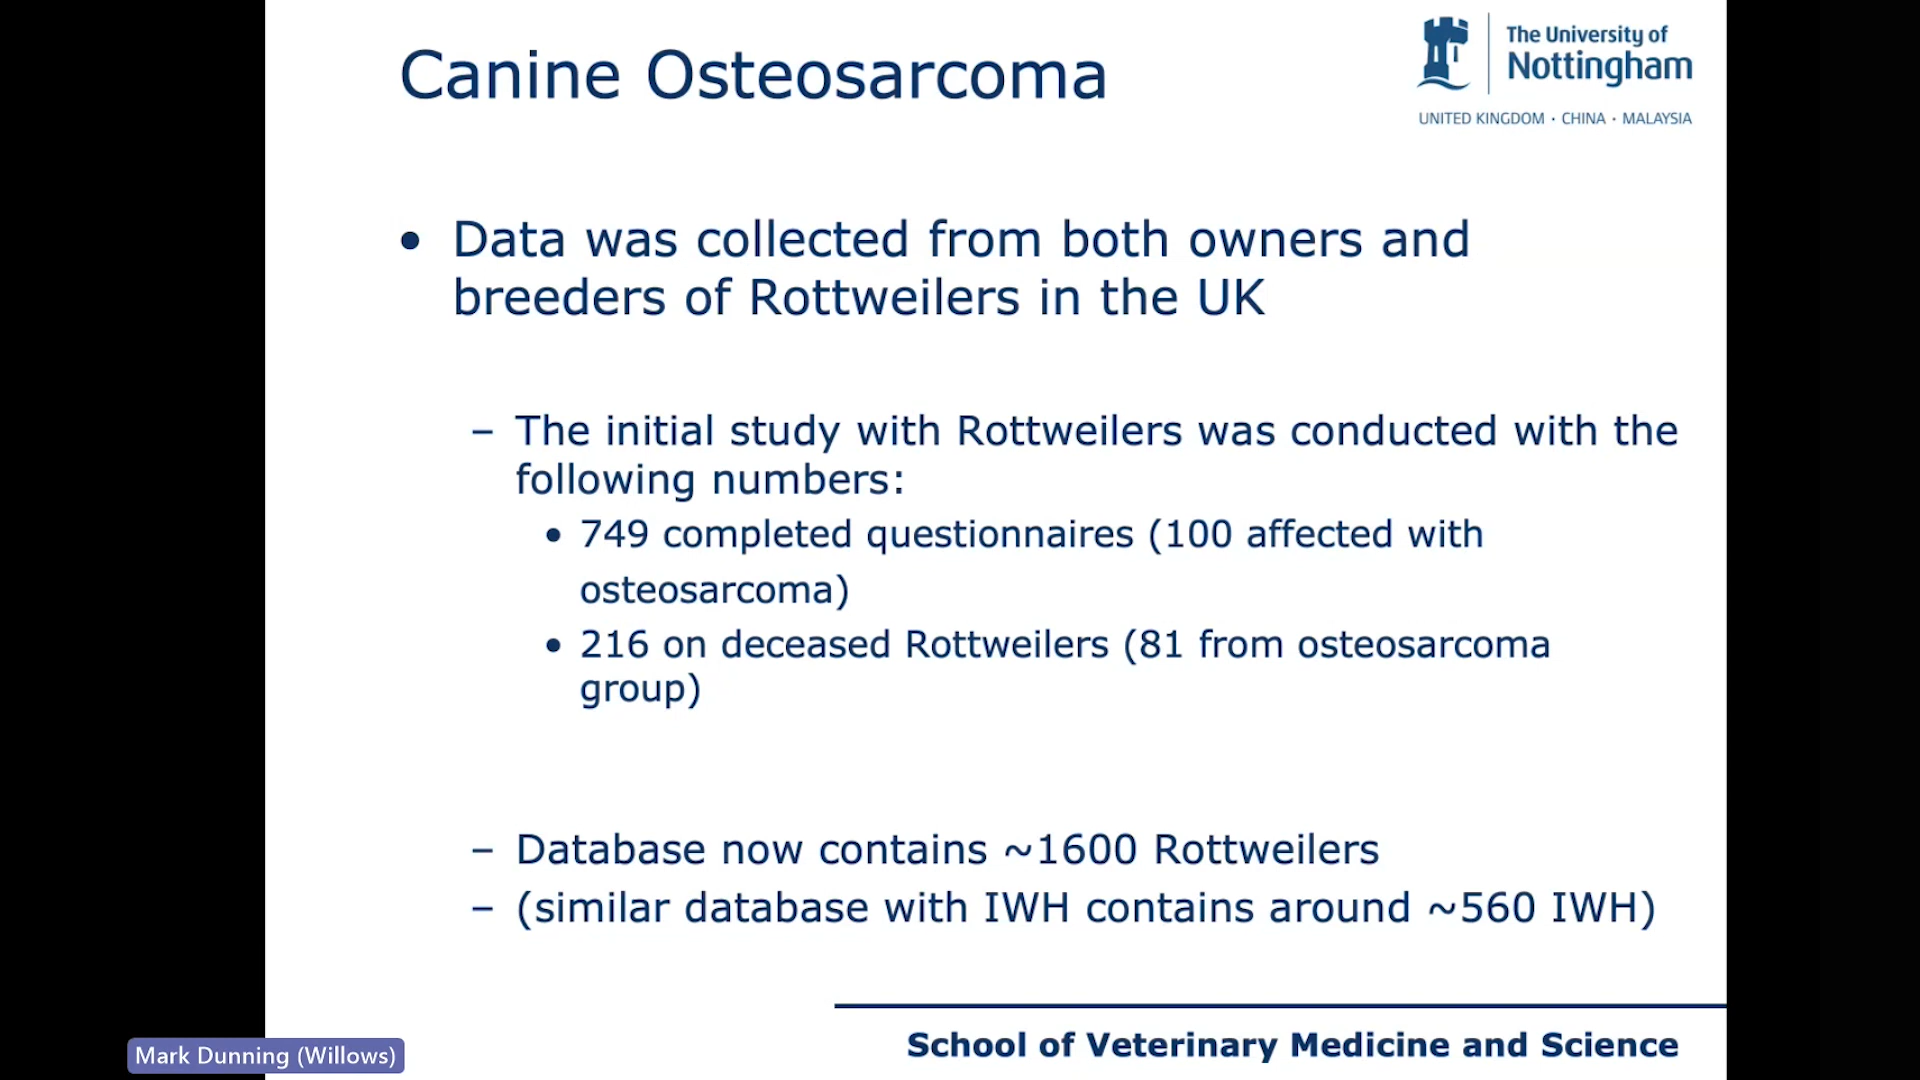 Canine Osteosarcoma
The University of
Nottingham
UNITED KINGDOM · CHINA · MALAYSIA
• Data was collected from both owners and
breeders of Rottweilers in the UK
– The initial study with Rottweilers was conducted with the
following numbers:
• 749 completed questionnaires (100 affected with
osteosarcoma)
• 216 on deceased Rottweilers (81 from osteosarcoma
group)
– Database now contains ~1600 Rottweilers
– (similar database with IWH contains around ~560 IWH)
School of Veterinary Medicine and Science
Mark Dunning (Willows)